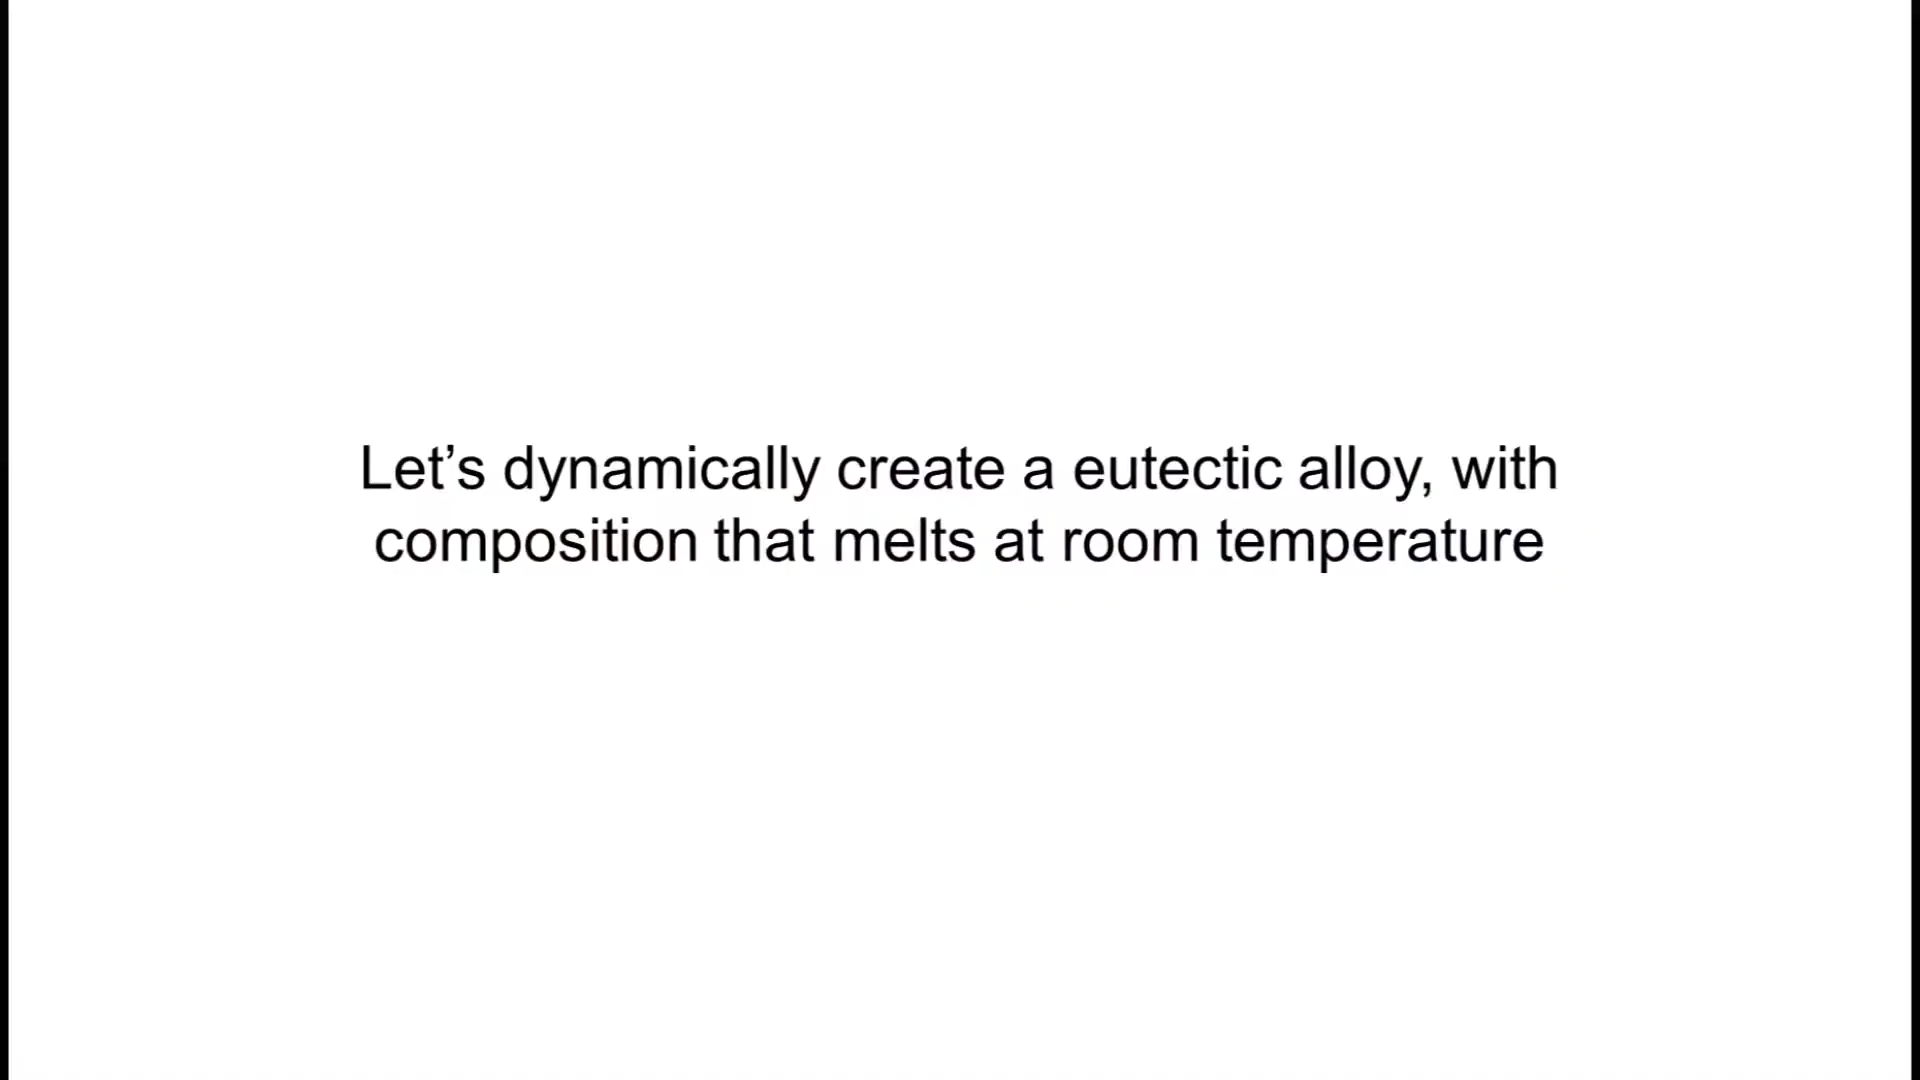 Let’s dynamically create a eutectic alloy, with
composition that melts at room temperature